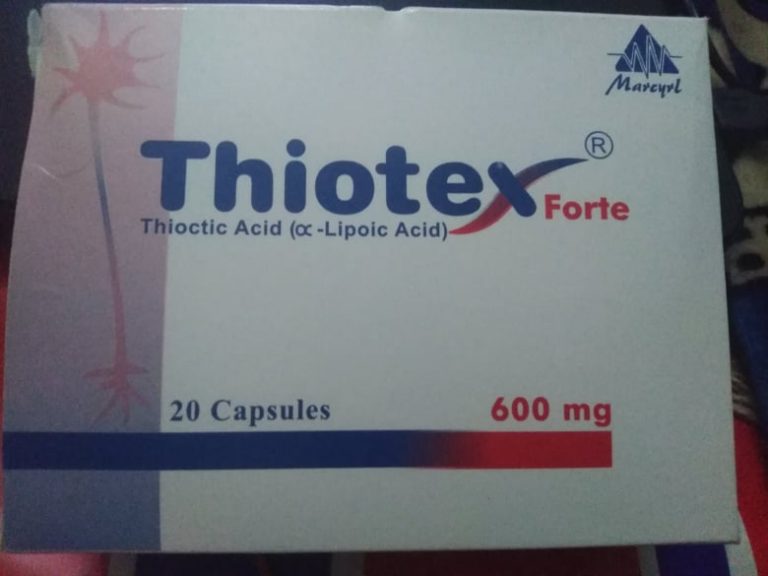 Marcyrl
Thiotex®
Forte
Thioctic Acid (α -Lipoic Acid)
20 Capsules
600 mg